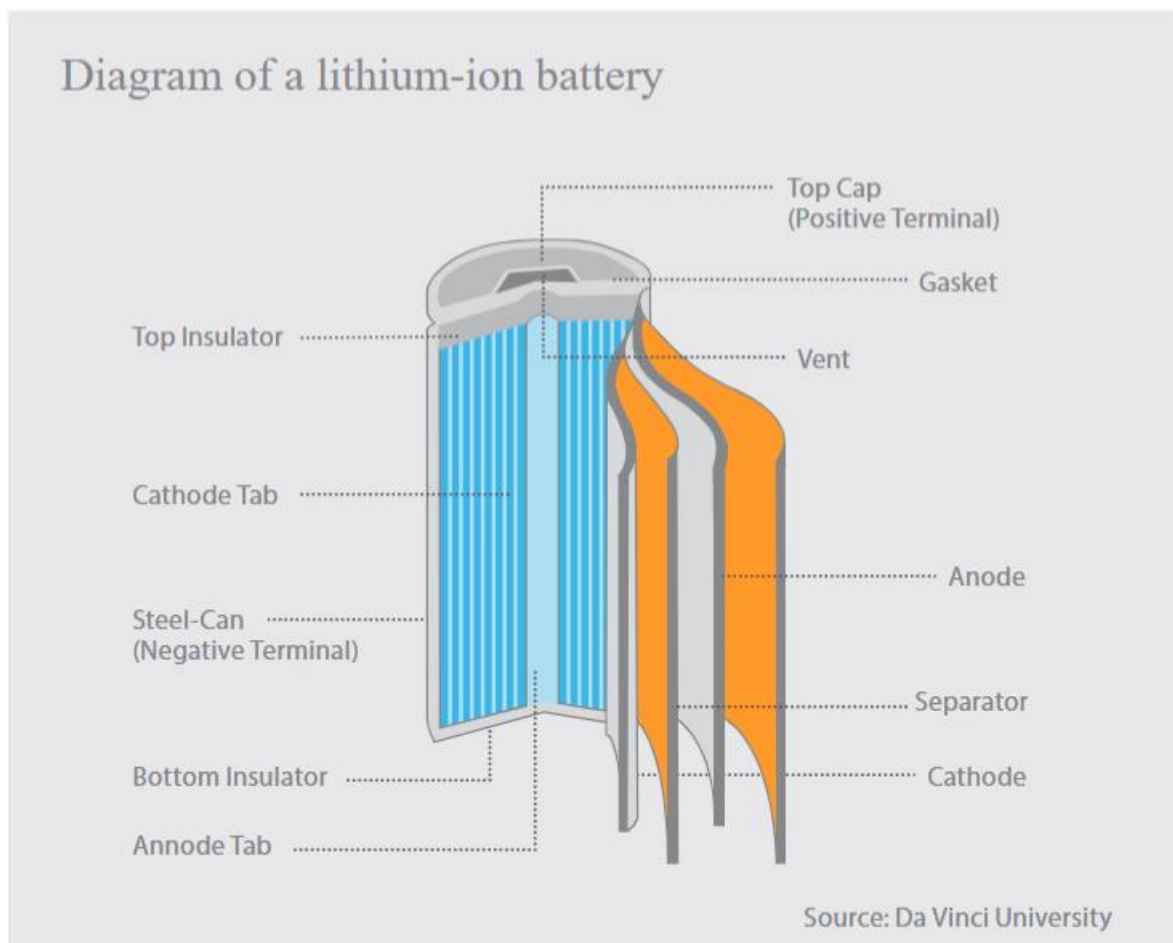 Diagram of a lithium-ion battery
Top Cap
(Positive Terminal)
Gasket
Top Insulator
Vent
Cathode Tab
Anode
Steel-Can
(Negative Terminal)
Separator
Bottom Insulator
Cathode
Annode Tab
Source: Da Vinci University